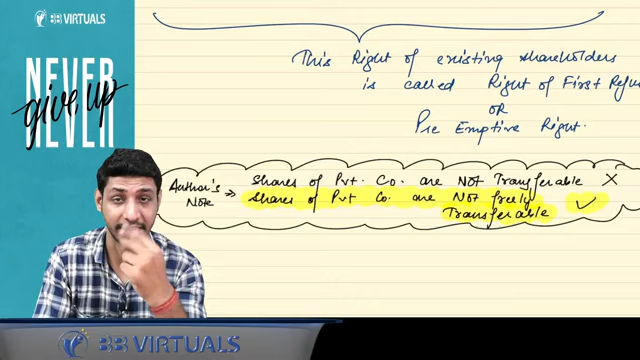 BB VIRTUALS
NEVER
give up
NEVER
This Right of existing shareholders
is called Right of First Refu
OR
Pre Emptive Right.
Author's
Note
Shares of Pvt. Co. are NOT Transferable
Shares of Pvt Co. are NOT freely
Transferable
BB VIRTUALS